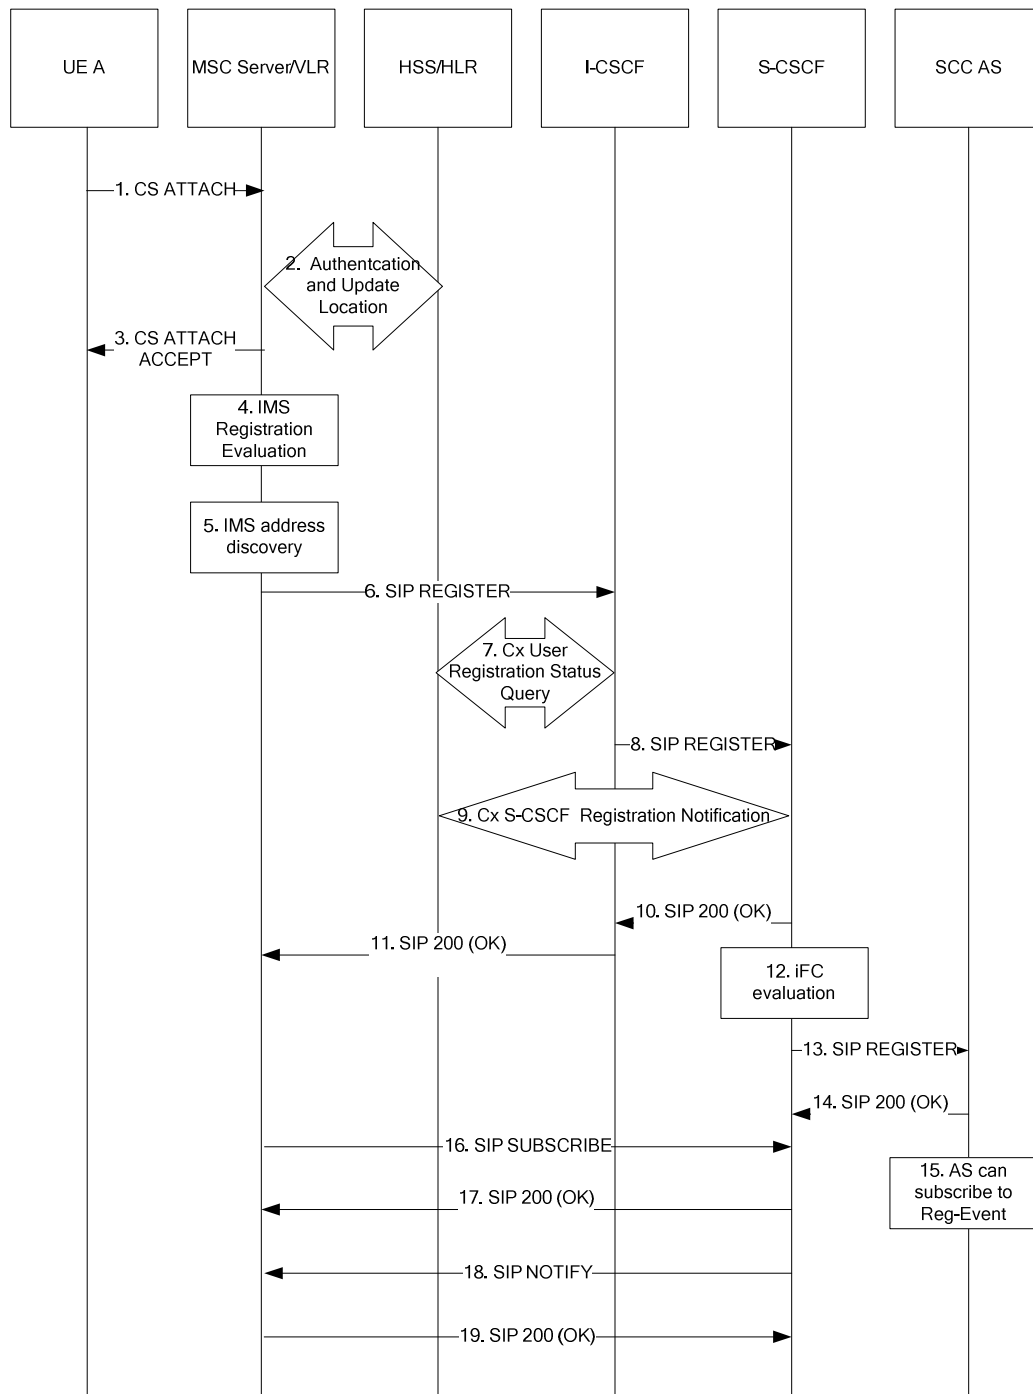 UE A
MSC Server/VLR
HSS/HLR
I-CSCF
S-CSCF
SCC AS
1. CS ATTACH
2. Authentcation
and Update
Location
3. CS ATTACH
ACCEPT
4. IMS
Registration
Evaluation
5. IMS address
discovery
6. SIP REGISTER
7. Cx User
Registration Status
Query
8. SIP REGISTER
9. Cx S-CSCF Registration Notification
10. SIP 200 (OK)
11. SIP 200 (OK)
12. iFC
evaluation
13. SIP REGISTER
14. SIP 200 (OK)
16. SIP SUBSCRIBE
15. AS can
subscribe to
Reg-Event
17. SIP 200 (OK)
18. SIP NOTIFY
19. SIP 200 (OK)